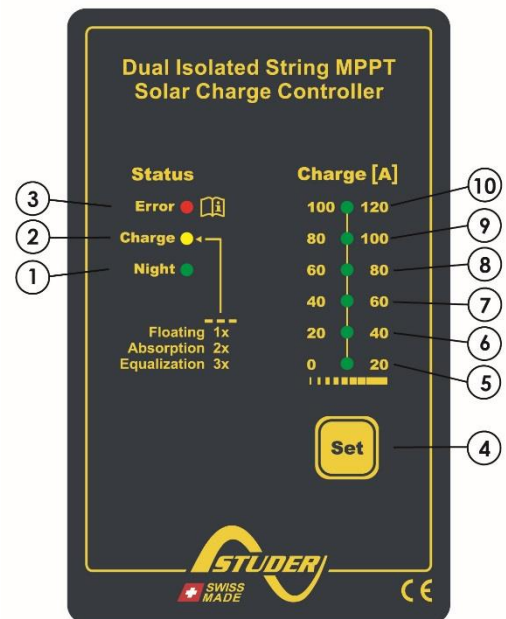 Dual Isolated String MPPT
Solar Charge Controller
Status
3 Error
2 Charge
1 Night
Floating 1x
Absorption 2x
Equalization 3x
Charge [A]
100 120 10
80 100 9
60 80 8
40 60 7
20 40 6
0 20 5
Set 4
STUDER
SWISS
MADE
CE